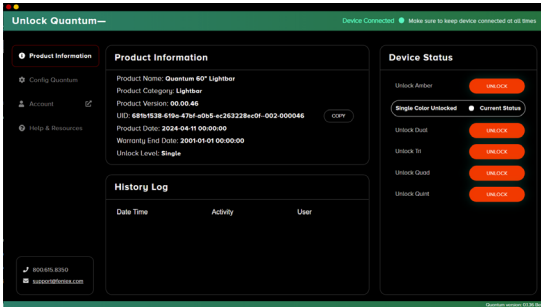 Unlock Quantum—
Device Connected Make sure to keep device connected at all times
Product Information
Config Quantum
Account
Help & Resources
800.615.8350
support@feniex.com
Product Information
Product Name: Quantum 60" Lightbar
Product Category: Lightbar
Product Version: 00.00.46
UID: 681b1538-619a-47bf-a0b5-ec263228ec0f--002-000046
COPY
Product Date: 2024-04-11 00:00:00
Warranty End Date: 2001-01-01 00:00:00
Unlock Level: Single
History Log
Date Time Activity User
Device Status
Unlock Amber UNLOCK
Single Color Unlocked Current Status
Unlock Dual UNLOCK
Unlock Tri UNLOCK
Unlock Quad UNLOCK
Unlock Quint UNLOCK
Quantum version: